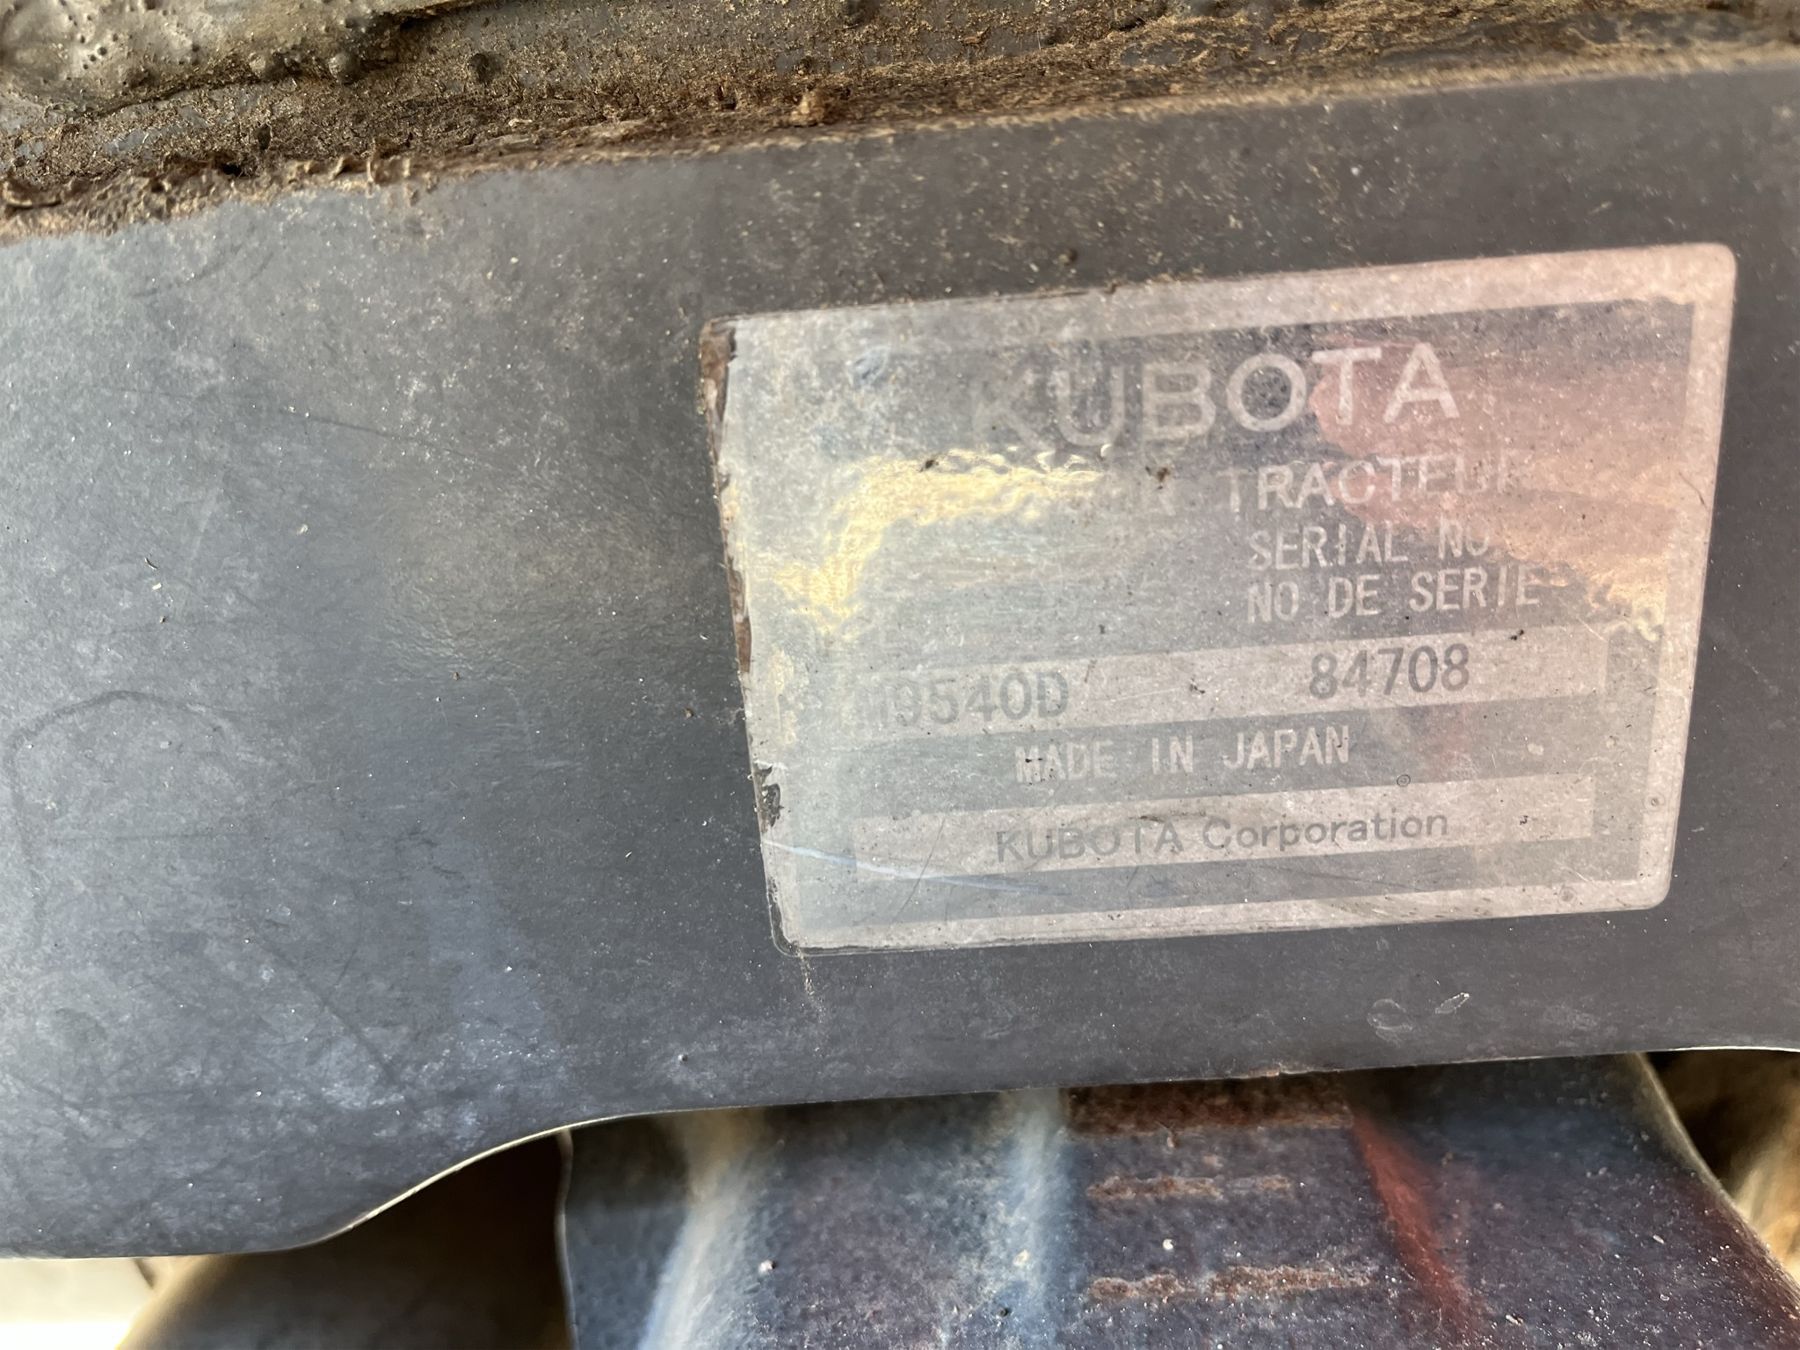 KUBOTA
TRACTEUR
SERIAL NO.
NO DE SERIE
M9540D 84708
MADE IN JAPAN
KUBOTA Corporation